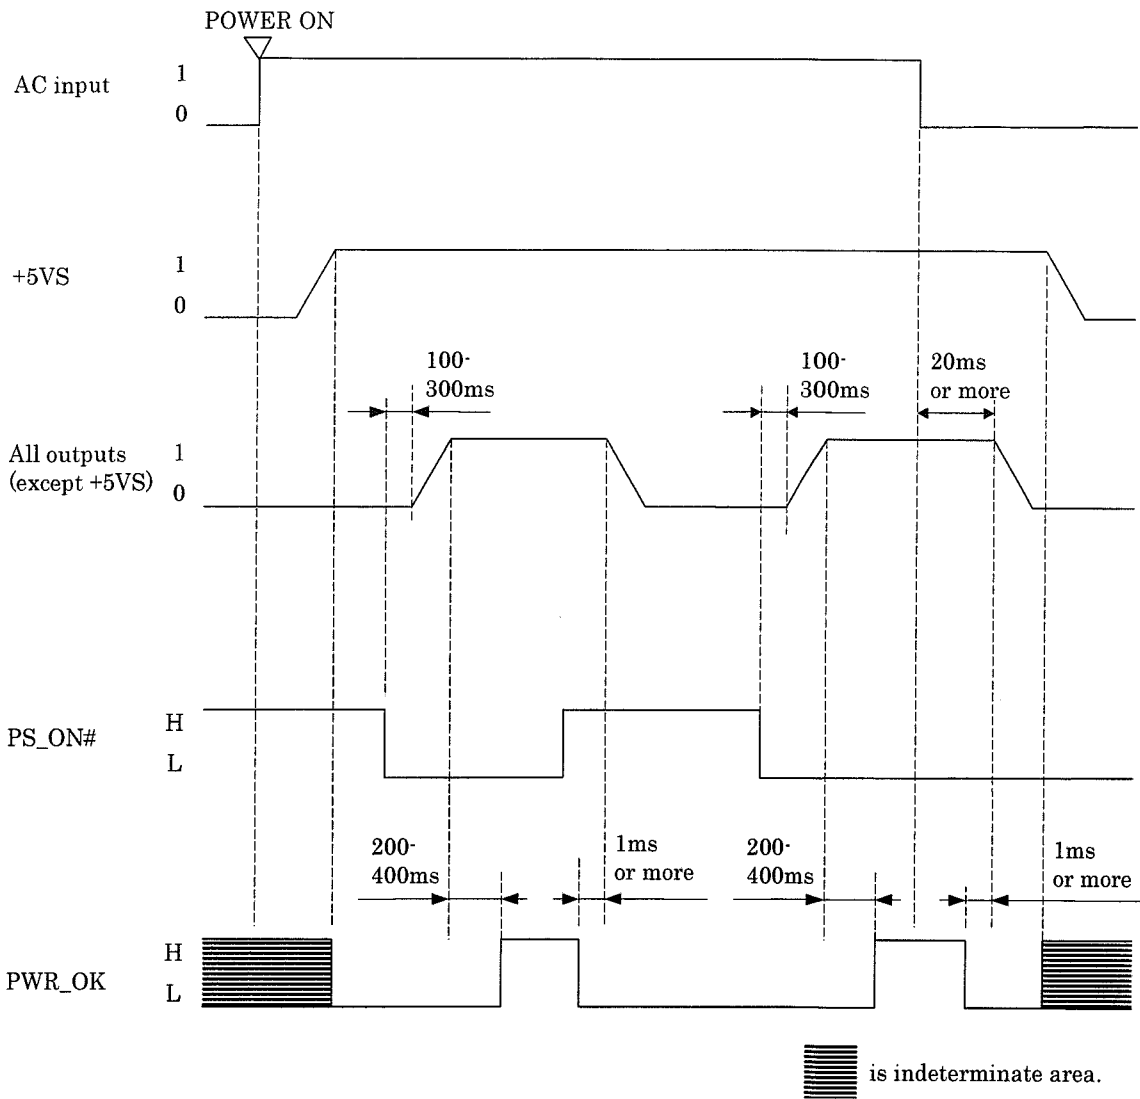 POWER ON
AC input
1
0
+5VS
1
0
100-
300ms
100-
300ms
20ms
or more
All outputs
(except +5VS)
1
0
PS_ON#
H
L
200-
400ms
1ms
or more
200-
400ms
1ms
or more
PWR_OK
H
L
is indeterminate area.